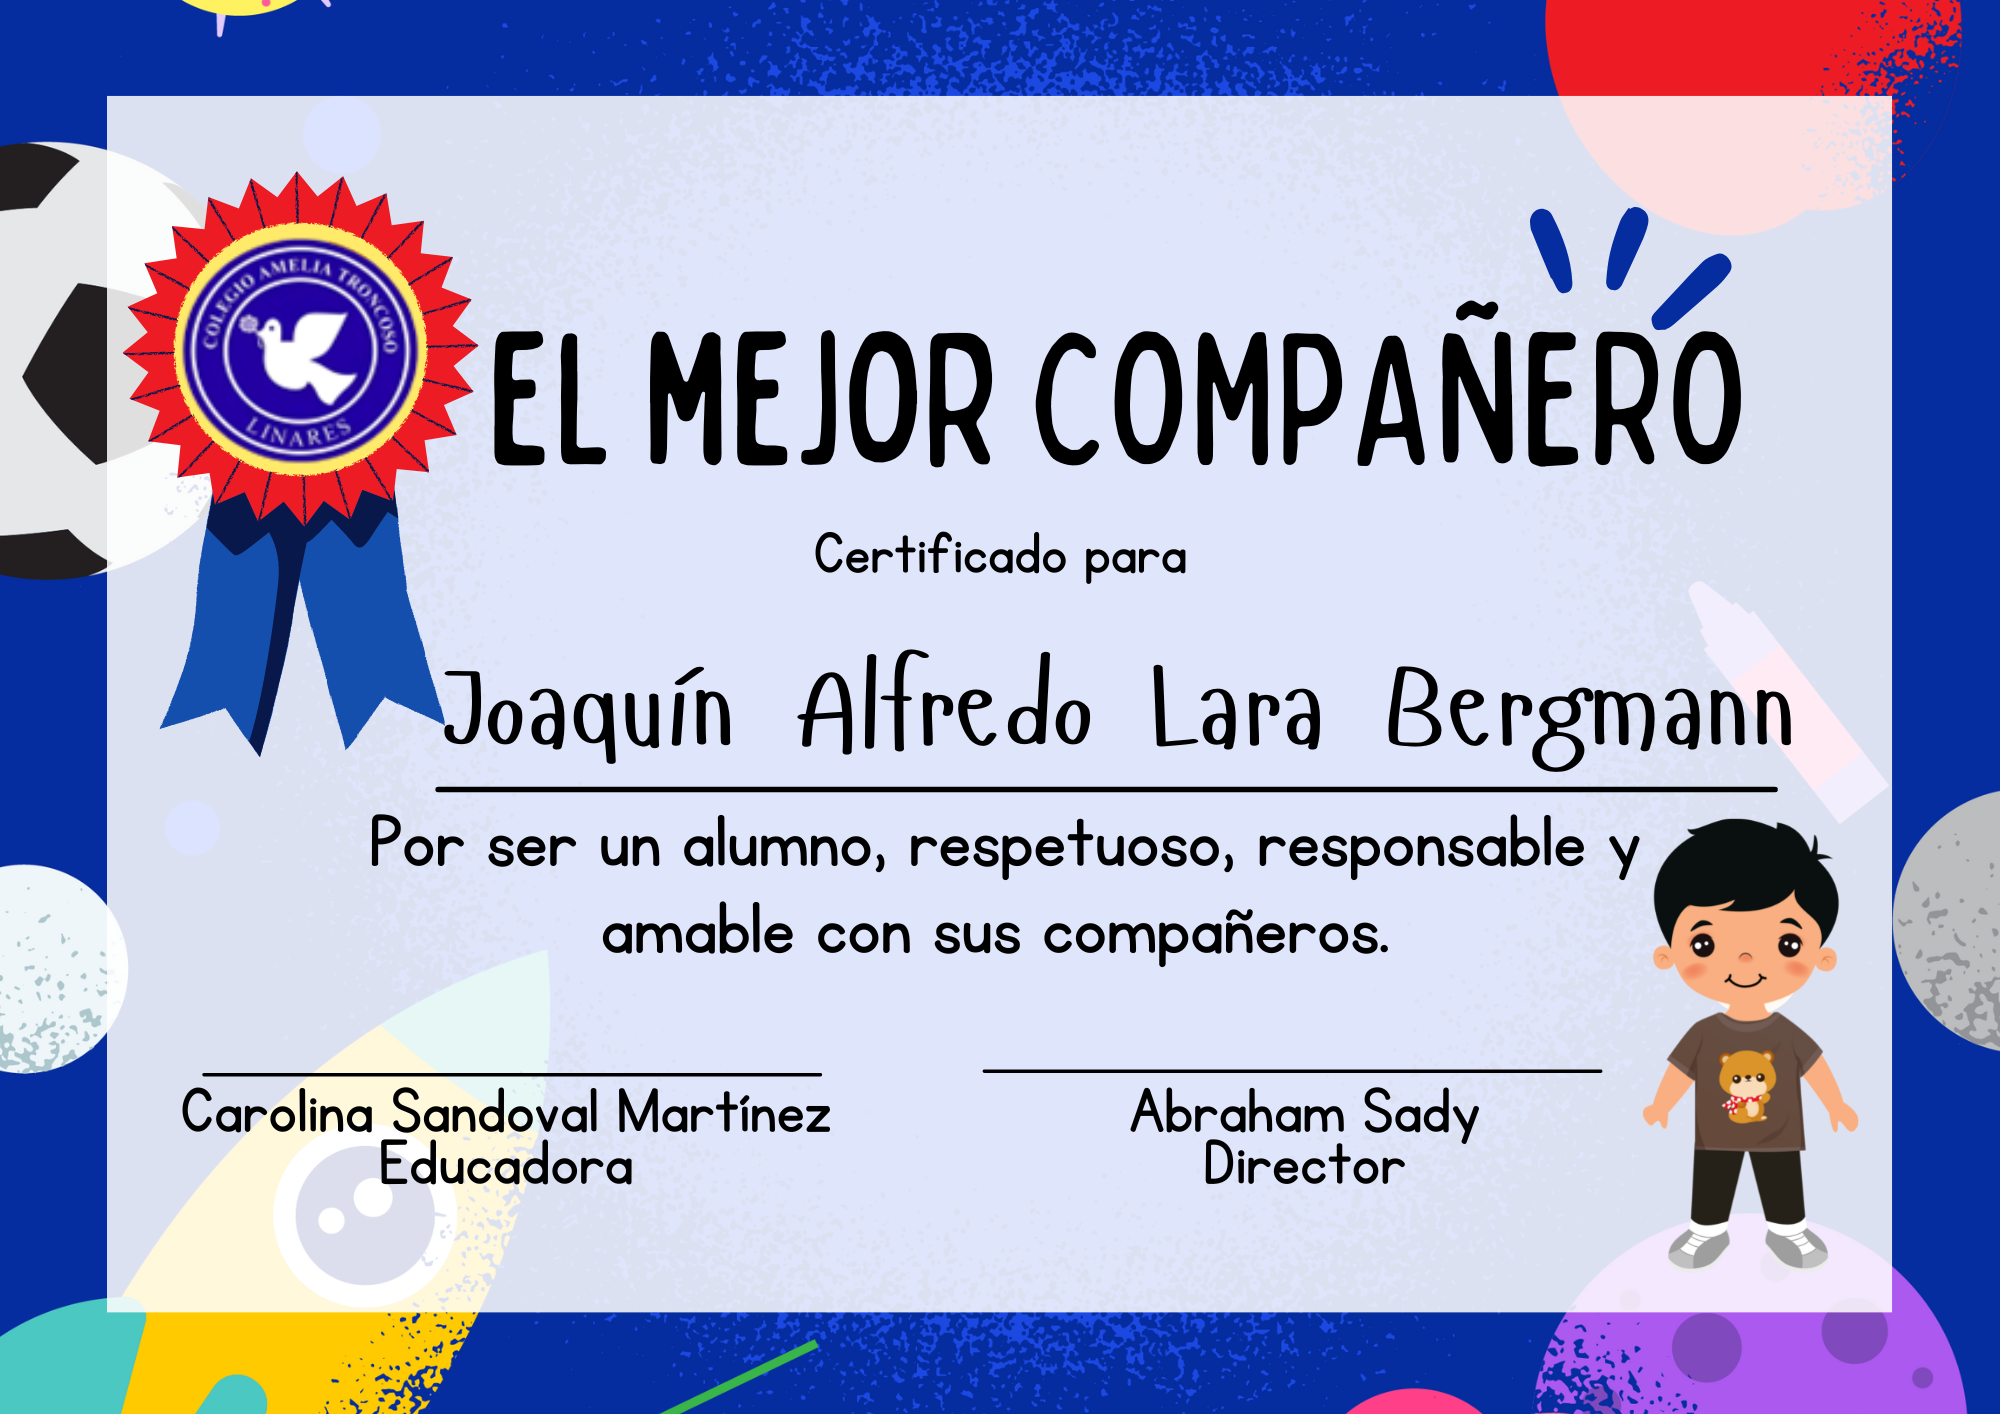 COLEGIO AMELIA TRONCOSO
LINARES
EL MEJOR COMPAÑERO
Certificado para
Joaquín Alfredo Lara Bergmann
Por ser un alumno, respetuoso, responsable y
amable con sus compañeros.
Carolina Sandoval Martínez
Educadora
Abraham Sady
Director